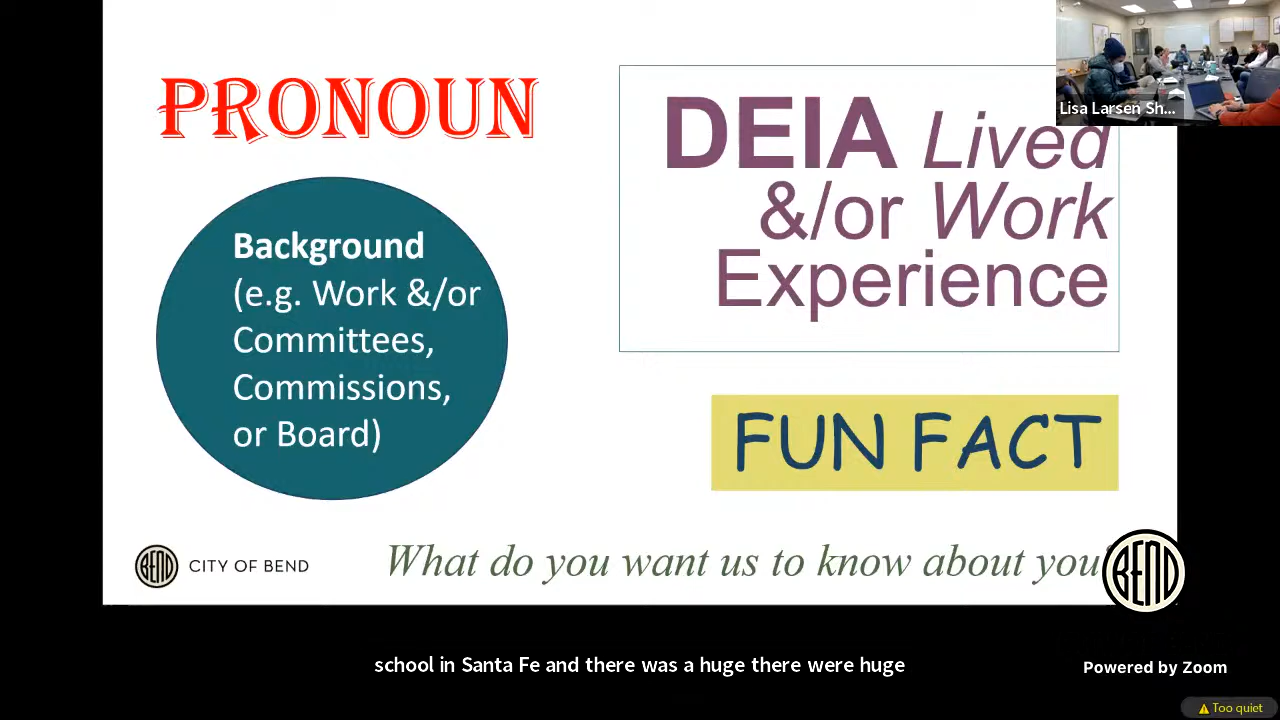 PRONOUN
Background
(e.g. Work &/or
Committees,
Commissions,
or Board)
DEIA Lived
&/or Work
Experience
FUN FACT
BEND CITY OF BEND
What do you want us to know about you
BEND
Lisa Larsen Sh...
school in Santa Fe and there was a huge there were huge
Powered by Zoom
Too quiet